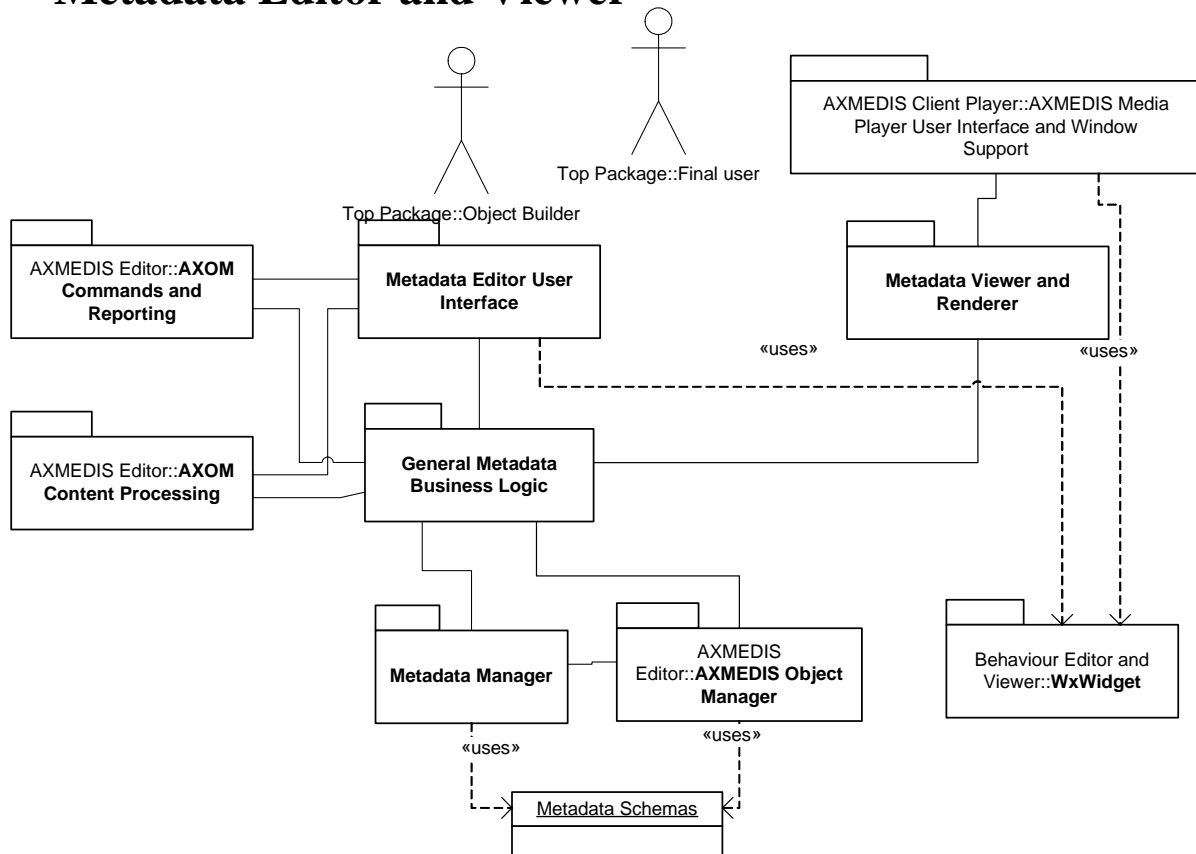 Metadata Editor and Viewer
AXMEDIS Client Player::AXMEDIS Media
Player User Interface and Window
Support
Top Package::Final user
Top Package::Object Builder
AXMEDIS Editor::AXOM
Commands and
Reporting
Metadata Editor User
Interface
Metadata Viewer and
Renderer
«uses»
«uses»
AXMEDIS Editor::AXOM
Content Processing
General Metadata
Business Logic
Metadata Manager
AXMEDIS
Editor::AXMEDIS Object
Manager
Behaviour Editor and
Viewer::WxWidget
«uses»
«uses»
Metadata Schemas